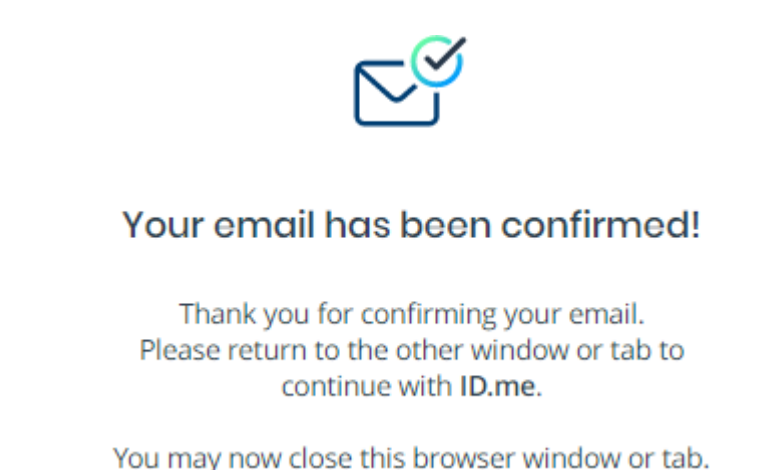 Your email has been confirmed!
Thank you for confirming your email.
Please return to the other window or tab to
continue with ID.me.
You may now close this browser window or tab.